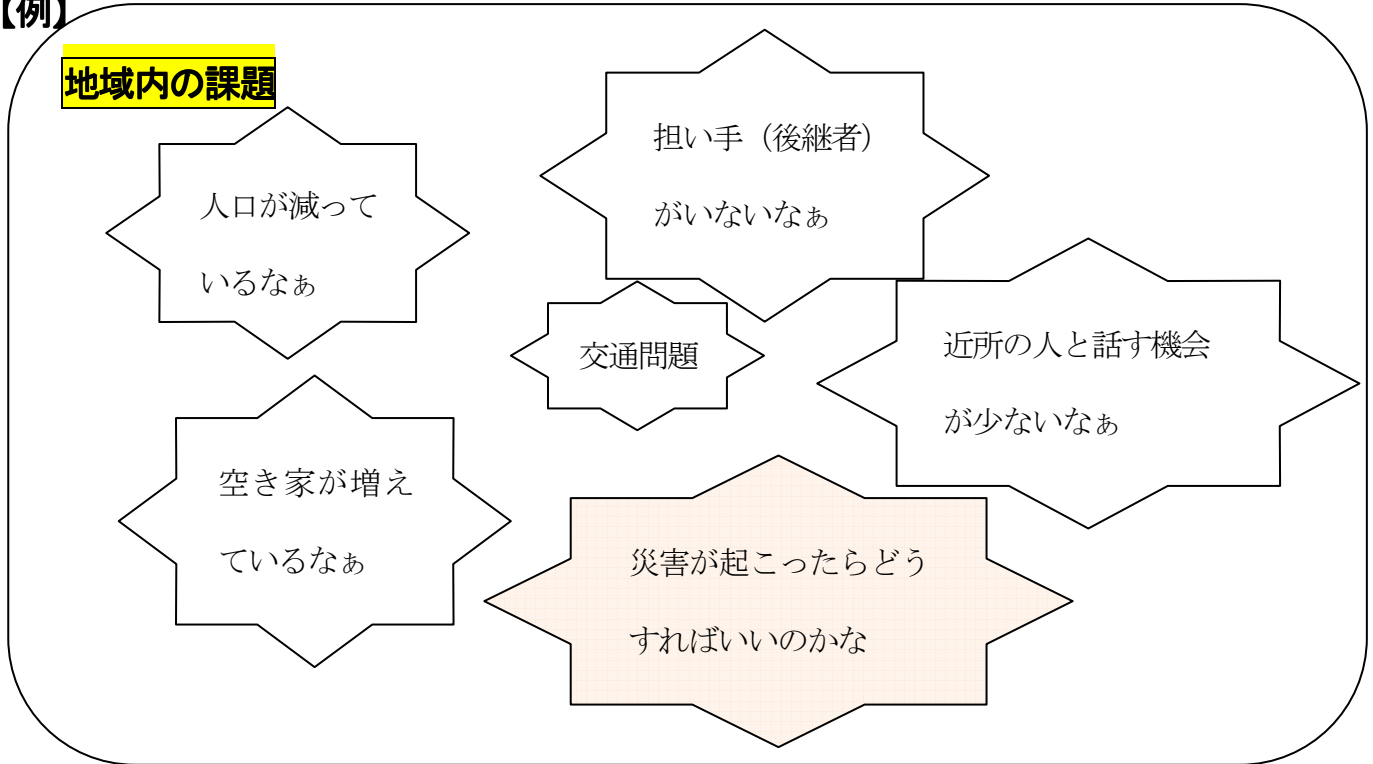 【例】
地域内の課題
担い手（後継者）
がいないなぁ
人口が減って
いるなぁ
交通問題
近所の人と話す機会
が少ないなぁ
空き家が増え
ているなぁ
災害が起こったらどう
すればいいのかな